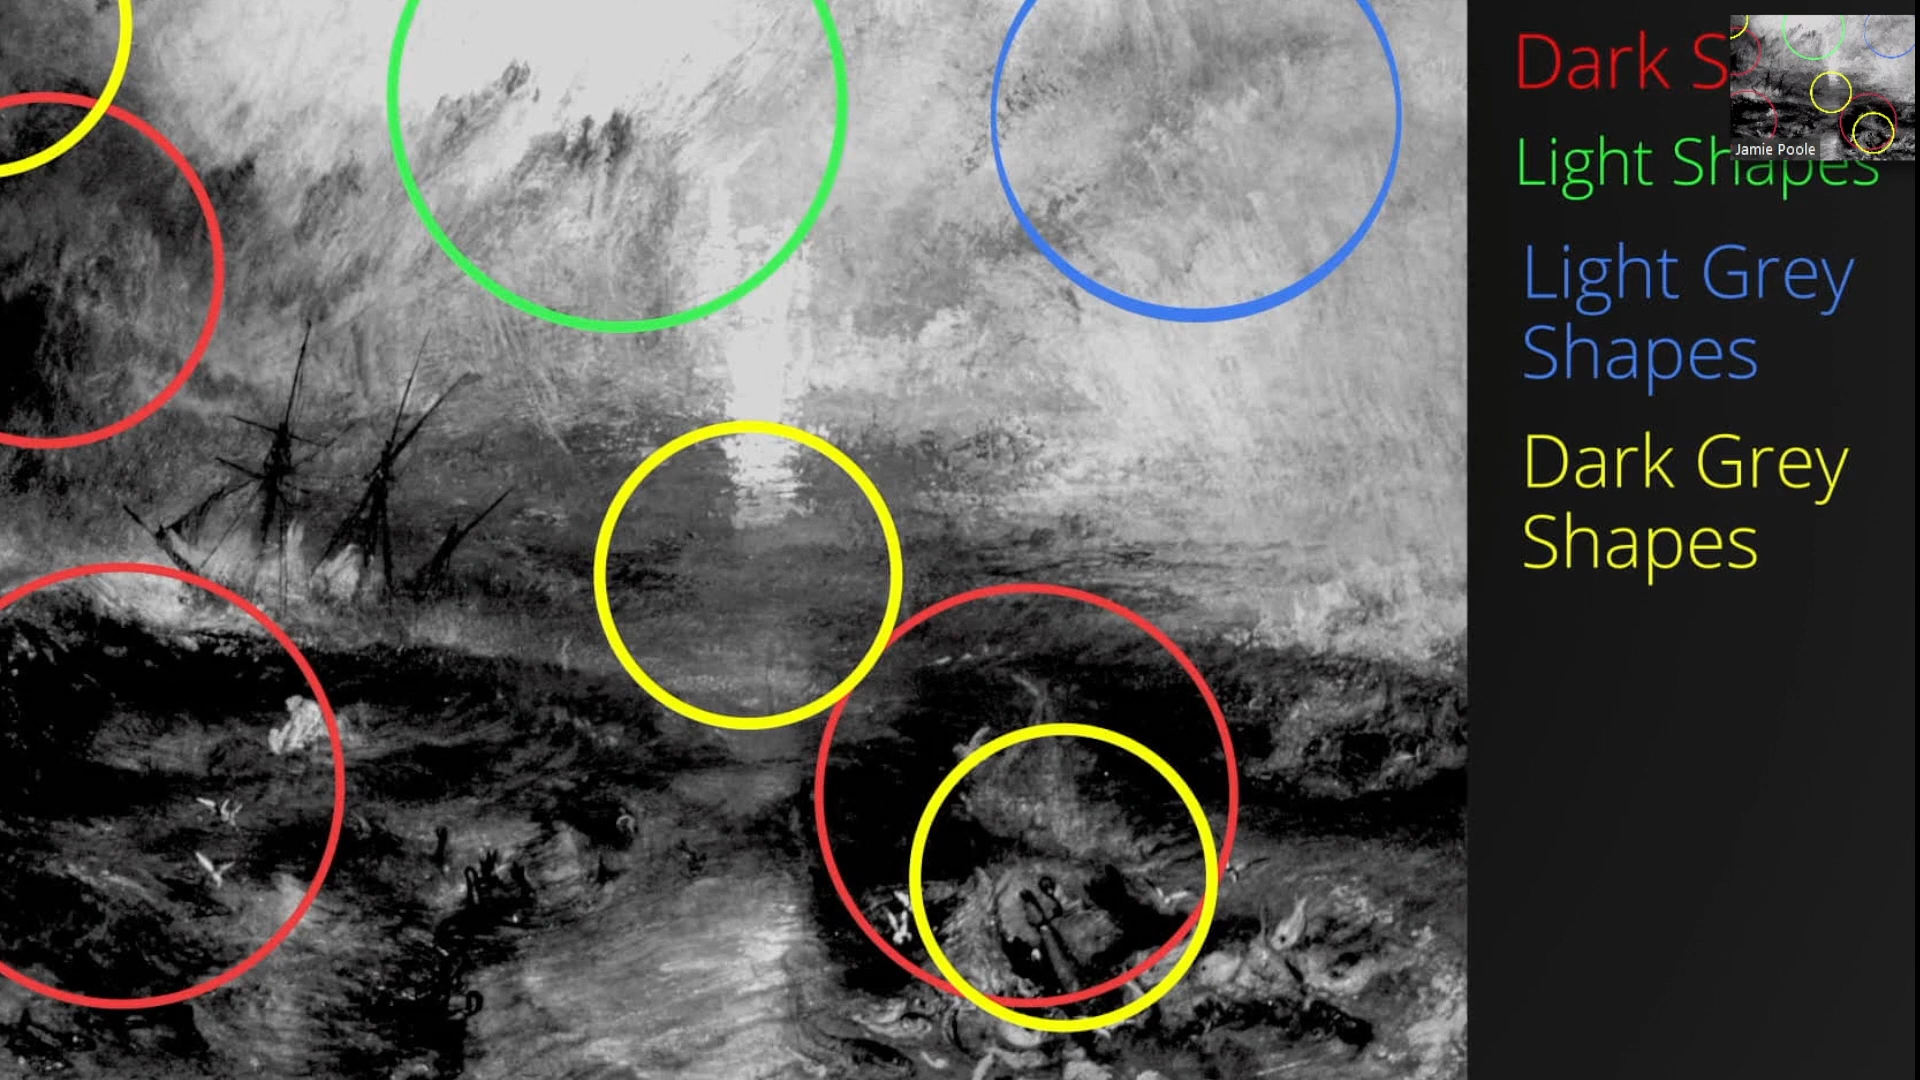 Dark S
Light Shapes
Light Grey
Shapes
Dark Grey
Shapes
Jamie Poole